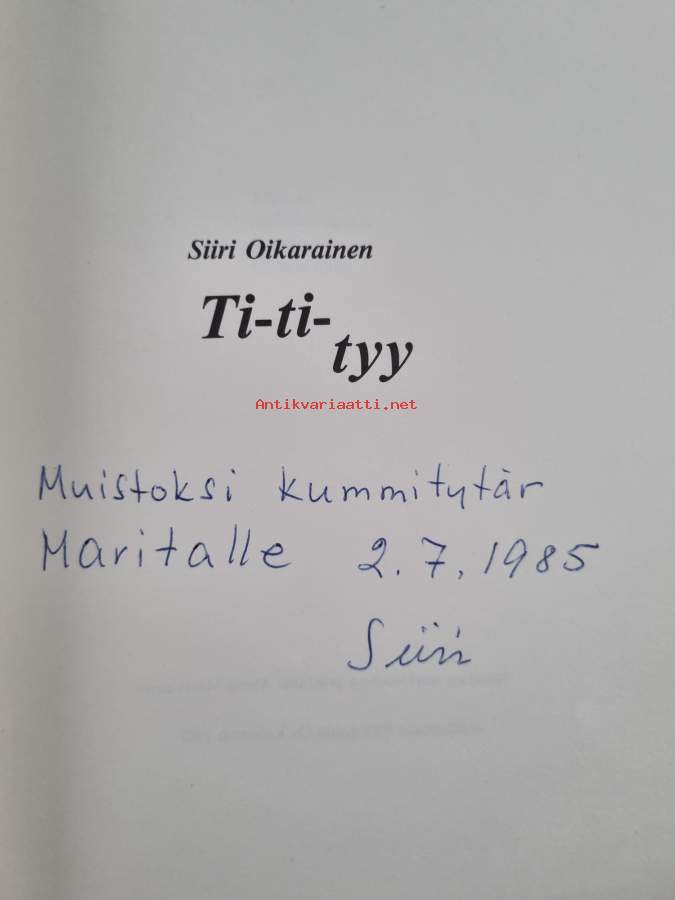 Siiri Oikarainen
Ti-ti-
tyy
Antikvariaatti.net
Muistoksi kummitytär
Maritalle 2.7.1985
Siiri